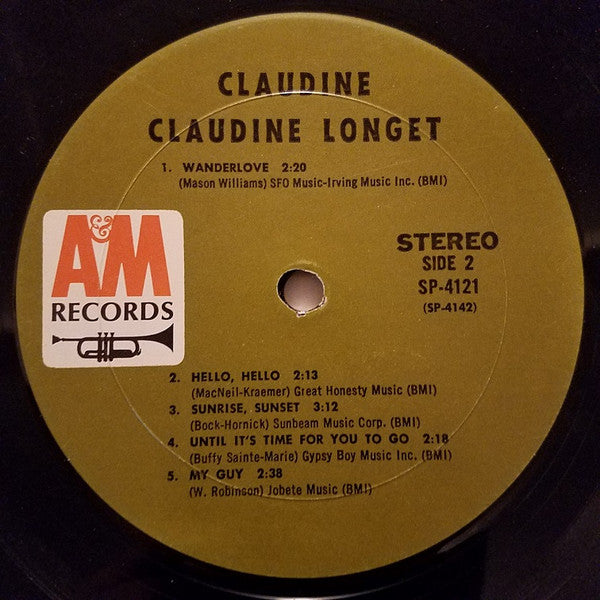 CLAUDINE
CLAUDINE LONGET
1. WANDERLOVE 2:20
(Mason Williams) SFO Music-Irving Music Inc. (BMI)
A&M
RECORDS
STEREO
SIDE 2
SP-4121
(SP-4142)
2. HELLO, HELLO 2:13
(MacNeil-Kraemer) Great Honesty Music (BMI)
3. SUNRISE, SUNSET 3:12
(Bock-Hornick) Sunbeam Music Corp. (BMI)
4. UNTIL IT'S TIME FOR YOU TO GO 2:18
(Buffy Sainte-Marie) Gypsy Boy Music Inc. (BMI)
5. MY GUY 2:38
(W. Robinson) Jobete Music (BMI)